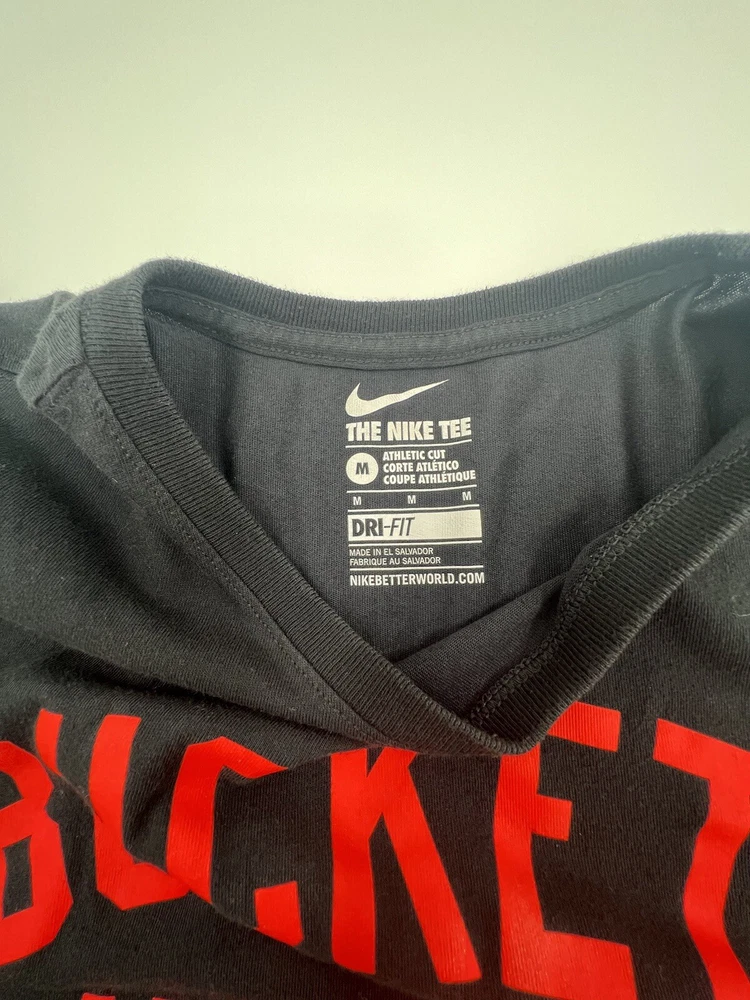 THE NIKE TEE
M
ATHLETIC CUT
CORTE ATLÉTICO
COUPE ATHLÉTIQUE
M M M
DRI-FIT
MADE IN EL SALVADOR
FABRIQUE AU SALVADOR
NIKEBETTERWORLD.COM
BUCKET